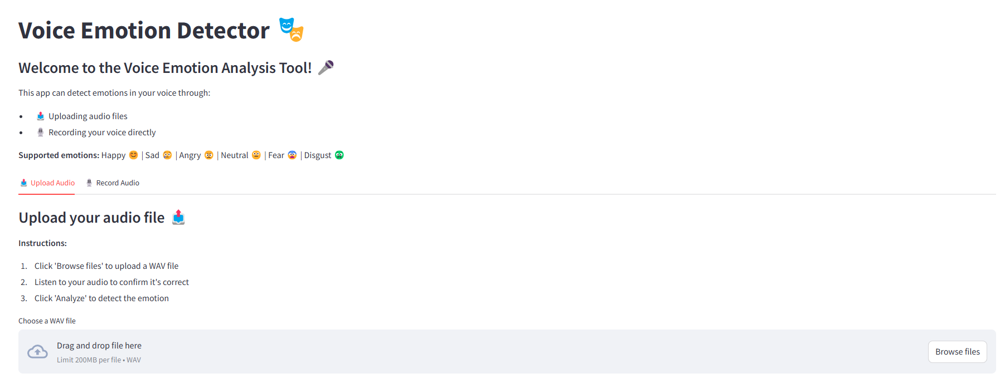 Voice Emotion Detector 🎭
Welcome to the Voice Emotion Analysis Tool! 🎤
This app can detect emotions in your voice through:
• 📤 Uploading audio files
• 🎙️ Recording your voice directly
Supported emotions: Happy 😊 | Sad 😢 | Angry 😠 | Neutral 😐 | Fear 😨 | Disgust 🤢
📤 Upload Audio 🎙️ Record Audio
Upload your audio file 📤
Instructions:
1. Click 'Browse files' to upload a WAV file
2. Listen to your audio to confirm it's correct
3. Click 'Analyze' to detect the emotion
Choose a WAV file
Drag and drop file here
Limit 200MB per file • WAV
Browse files